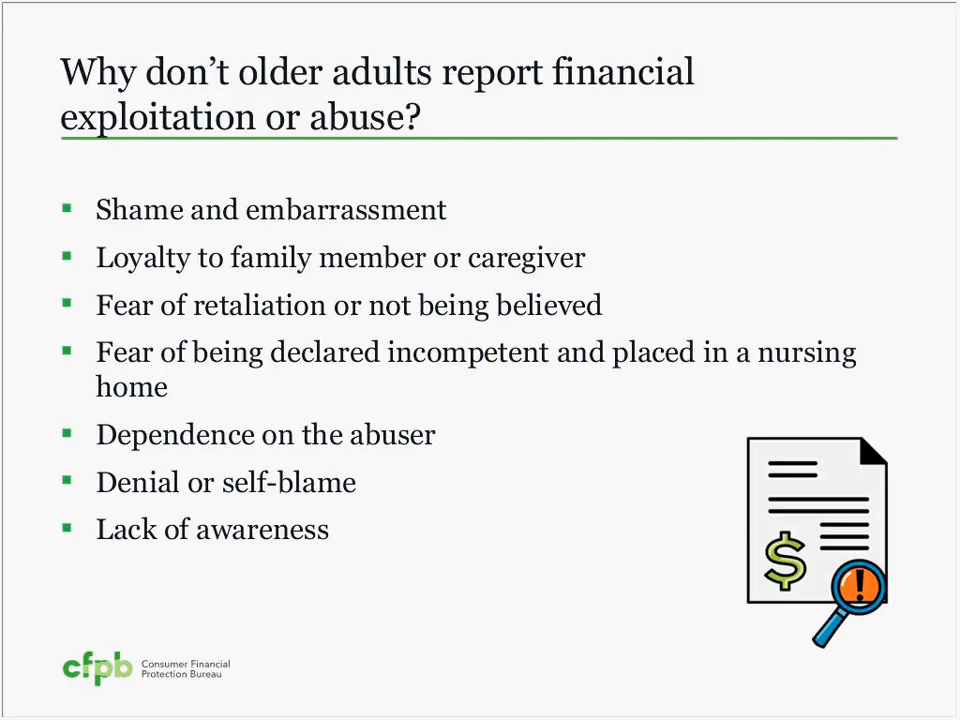 Why don’t older adults report financial
exploitation or abuse?
▪ Shame and embarrassment
▪ Loyalty to family member or caregiver
▪ Fear of retaliation or not being believed
▪ Fear of being declared incompetent and placed in a nursing
home
▪ Dependence on the abuser
▪ Denial or self-blame
▪ Lack of awareness
$
!
cfpb Consumer Financial
Protection Bureau